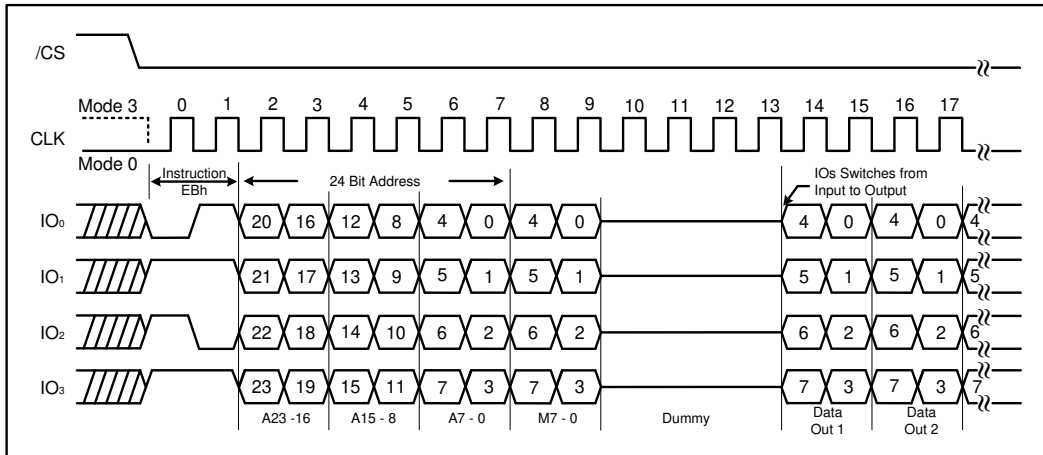 /CS
Mode 3
0 1 2 3 4 5 6 7 8 9 10 11 12 13 14 15 16 17
CLK
Mode 0
Instruction
EBh
24 Bit Address
IOs Switches from
Input to Output
IO₀ 20 16 12 8 4 0 4 0 4 0 4 0 4
IO₁ 21 17 13 9 5 1 5 1 5 1 5 1 5
IO₂ 22 18 14 10 6 2 6 2 6 2 6 2 6
IO₃ 23 19 15 11 7 3 7 3 7 3 7 3 7
A23 -16 A15 - 8 A7 - 0 M7 - 0 Dummy Data Data
Out 1 Out 2